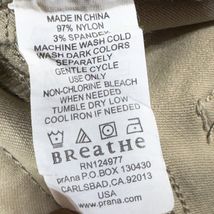 MADE IN CHINA
97% NYLON
3% SPANDEX
MACHINE WASH COLD
WASH DARK COLORS
SEPARATELY
GENTLE CYCLE
USE ONLY
NON-CHLORINE BLEACH
WHEN NEEDED
TUMBLE DRY LOW
COOL IRON IF NEEDED
BReaTHe
RN124977
prAna P.O. BOX 130430
CARLSBAD, CA. 92013
USA
www.prana.com